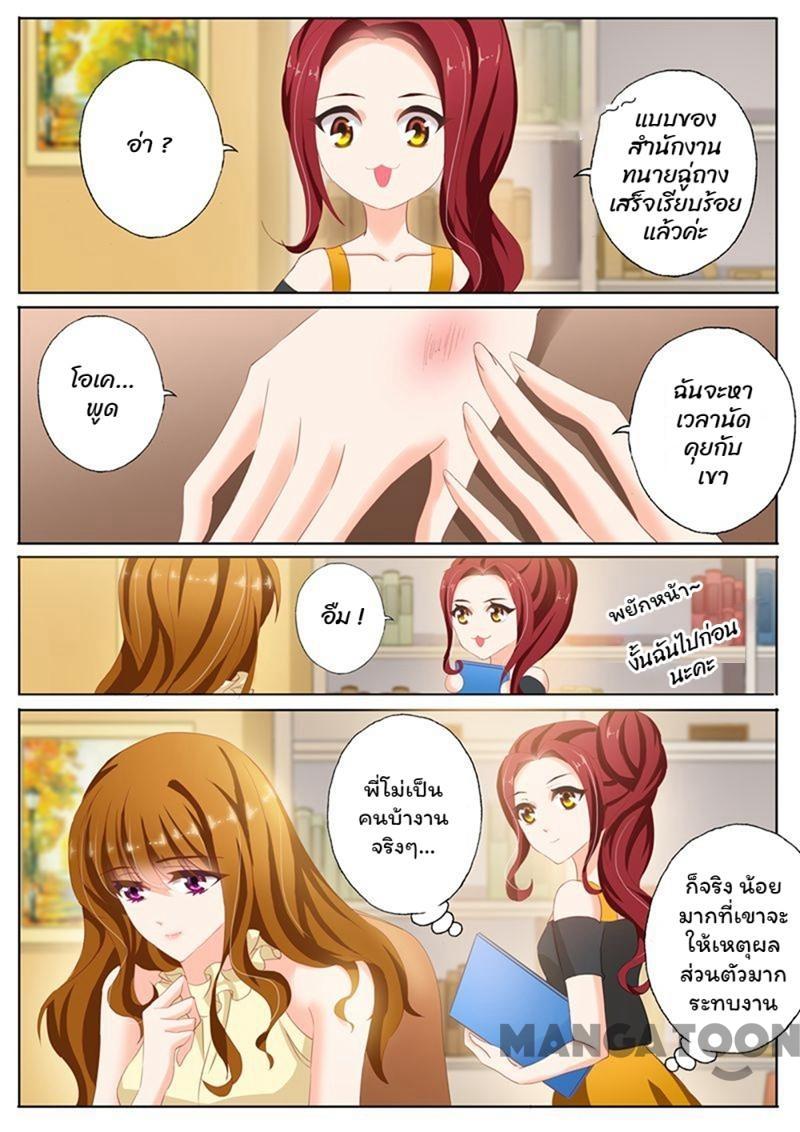 อ่า ?
แบบของ
สำนักงาน
ทนายฉู่ถาง
เสร็จเรียบร้อย
แล้วค่ะ
โอเค...
พูด
ฉันจะหา
เวลานัด
คุยกับ
เขา
อืม !
พยักหน้า~
งั้นฉันไปก่อน
นะคะ
พี่โม่เป็น
คนบ้างาน
จริงๆ...
ก็จริง น้อย
มากที่เขาจะ
ให้เหตุผล
ส่วนตัวมาก
ระทบงาน
MANGATOON